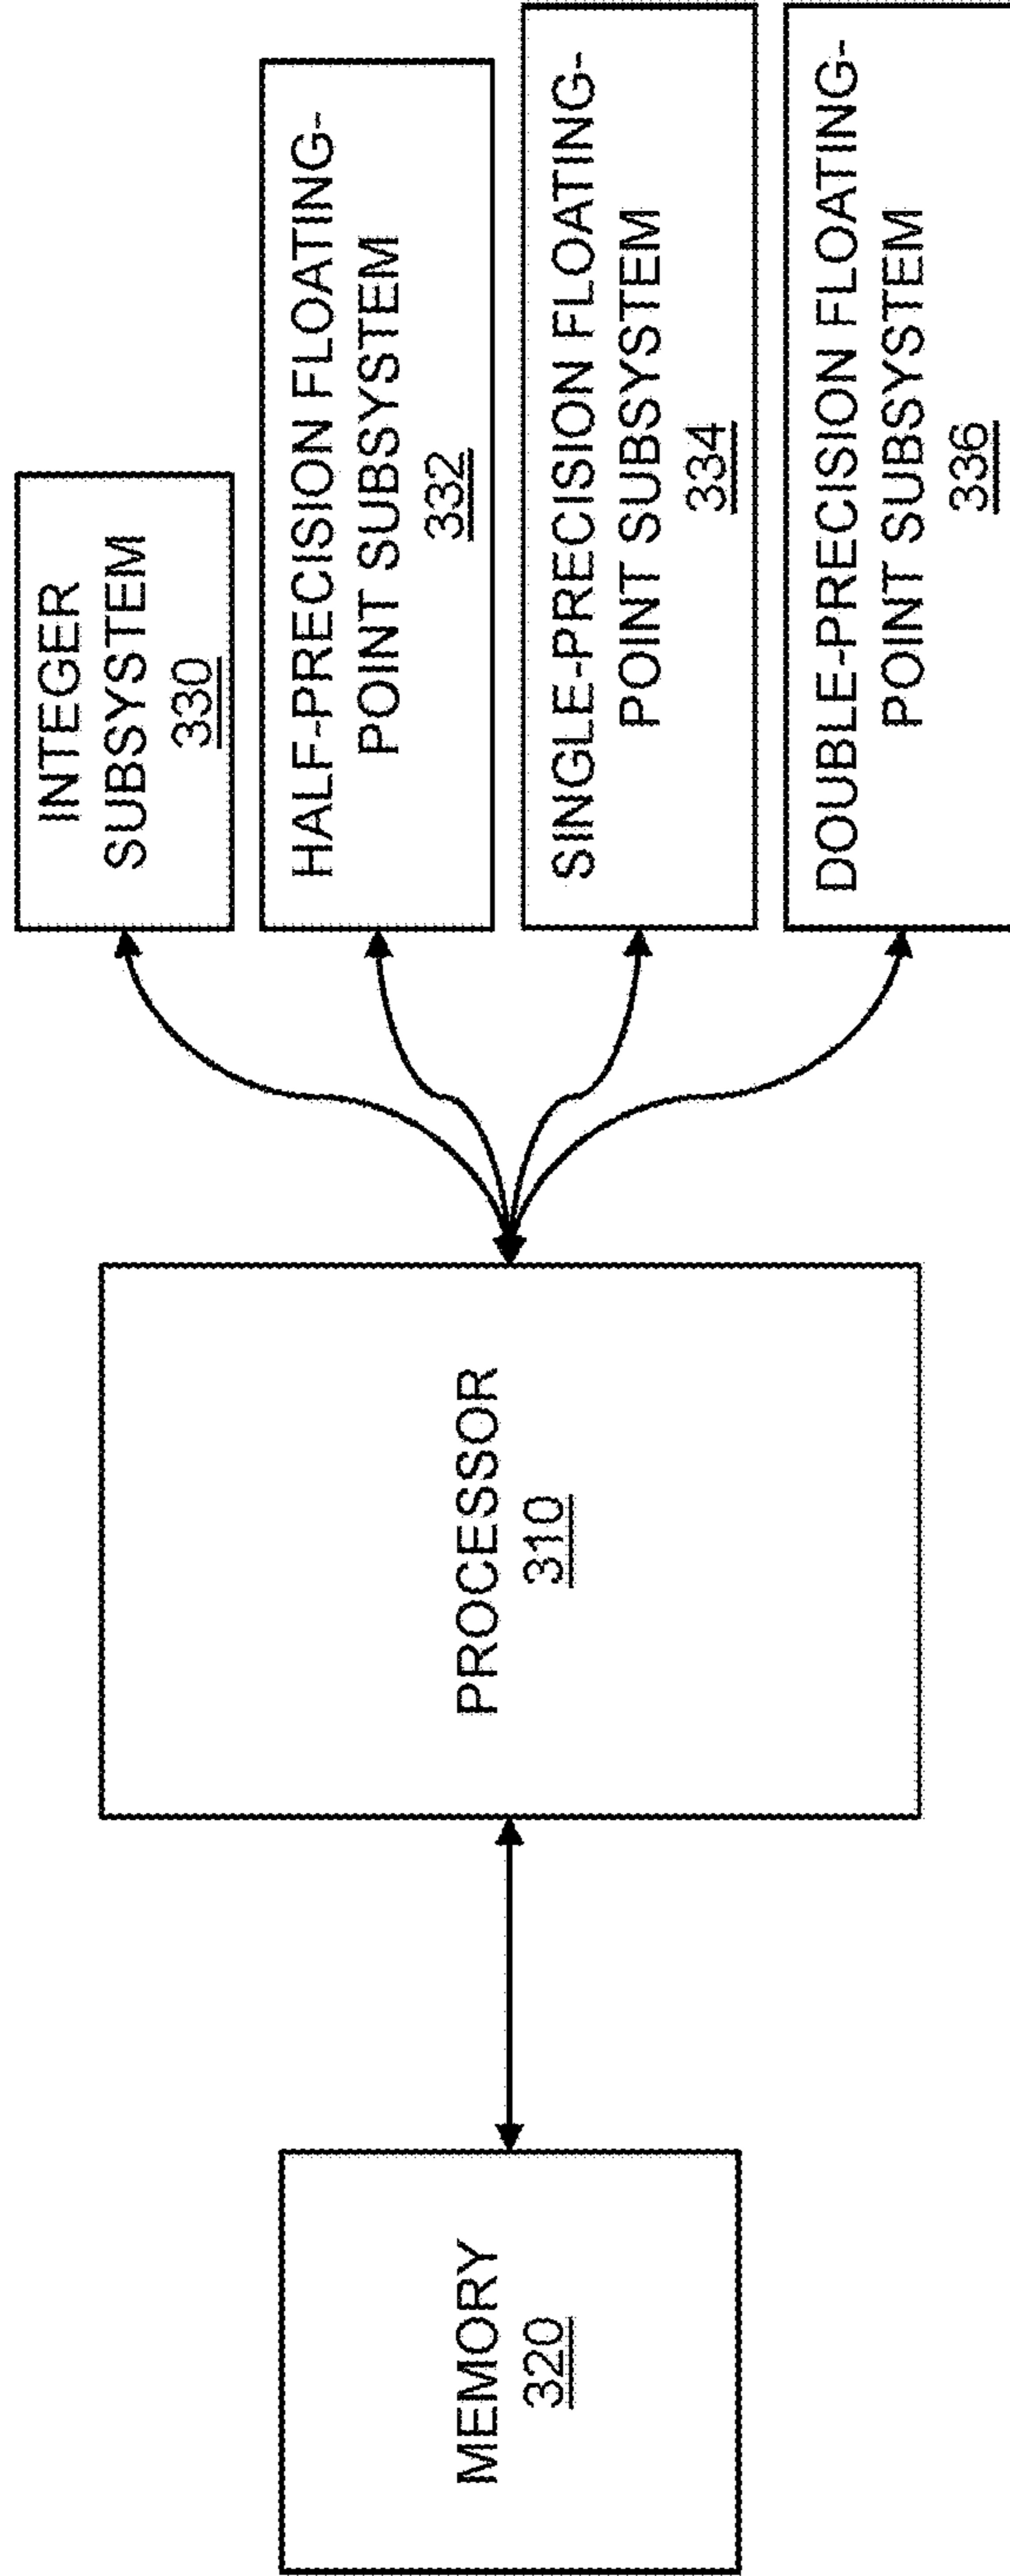 MEMORY
320
PROCESSOR
310
INTEGER
SUBSYSTEM
330
HALF-PRECISION FLOATING-
POINT SUBSYSTEM
332
SINGLE-PRECISION FLOATING-
POINT SUBSYSTEM
334
DOUBLE-PRECISION FLOATING-
POINT SUBSYSTEM
336